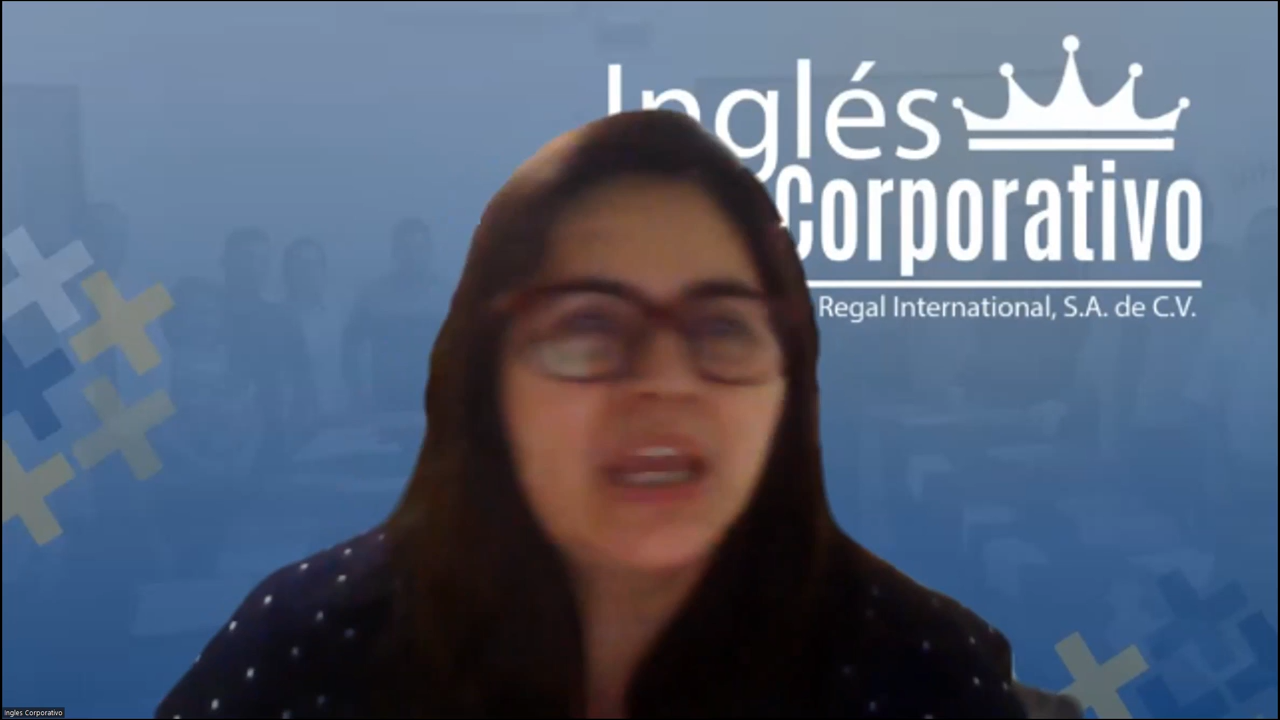 Inglés
Corporativo
Regal International, S.A. de C.V.
Ingles Corporativo